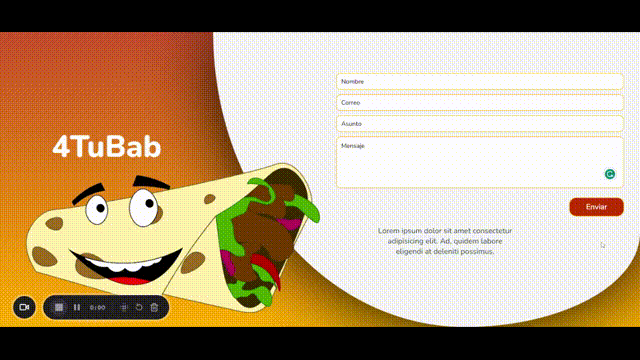 4TuBab
Nombre
Correo
Asunto
Mensaje
Enviar
Lorem ipsum dolor sit amet consectetur
adipisicing elit. Ad, quidem labore
eligendi at deleniti possimus.
0:00